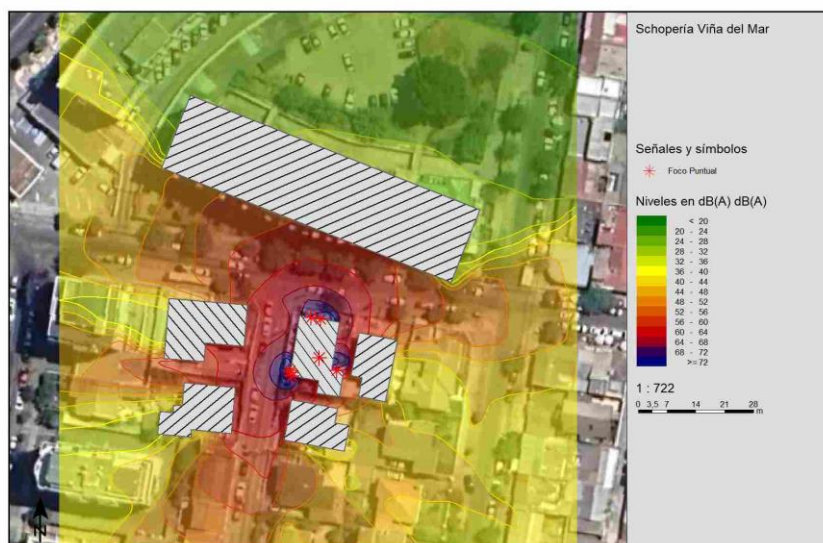 Schopería Viña del Mar
Señales y símbolos
Foco Puntual
Niveles en dB(A) dB(A)
< 20
20 - 24
24 - 28
28 - 32
32 - 36
36 - 40
40 - 44
44 - 48
48 - 52
52 - 56
56 - 60
60 - 64
64 - 68
68 - 72
>= 72
1 : 722
0 3,5 7 14 21 28
m
N